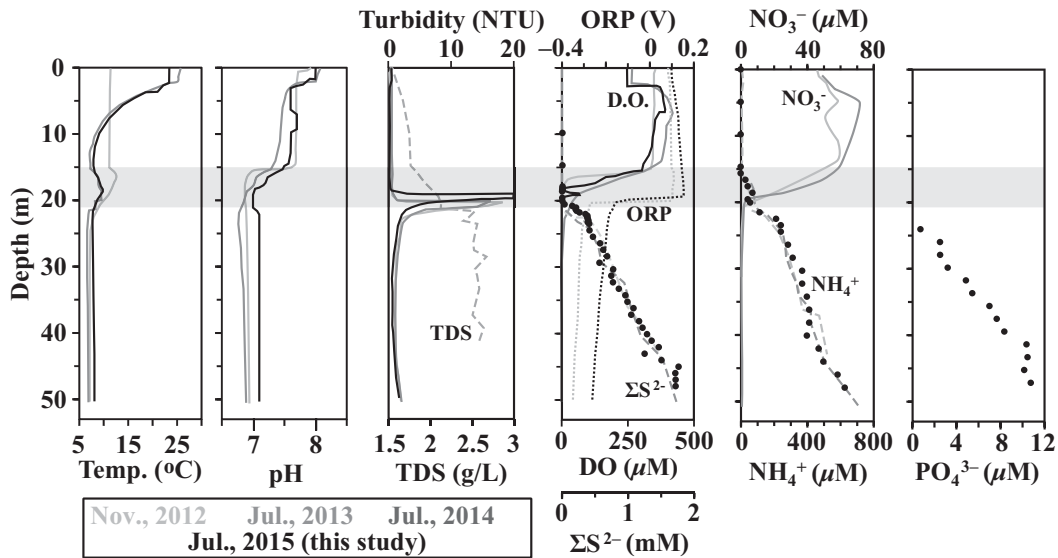 Turbidity (NTU) ORP (V) NO₃⁻ (μM)
0 10 20 −0.4 0 0.2 0 40 80
0
10
20
30
40
50
Depth (m)
D.O.
NO₃⁻
ORP
TDS
NH₄⁺
ΣS²⁻
5 15 25 7 8 1.5 2 2.5 3 0 250 500 0 400 800 0 4 8 12
Temp. (ºC) pH TDS (g/L) DO (μM) NH₄⁺ (μM) PO₄³⁻ (μM)
Nov., 2012 Jul., 2013 Jul., 2014
Jul., 2015 (this study)
0 1 2
ΣS²⁻ (mM)